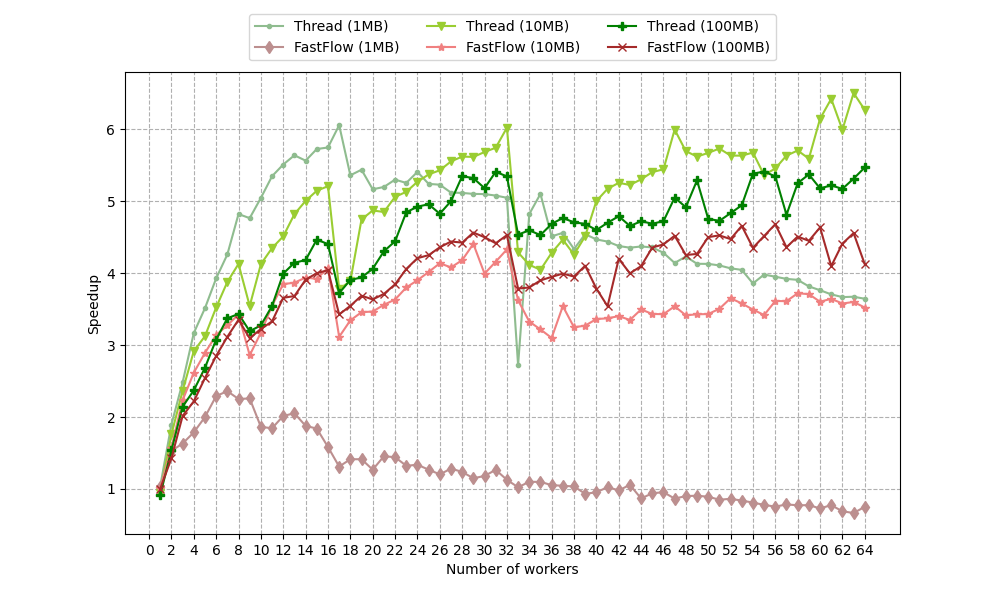 Thread (1MB) Thread (10MB) Thread (100MB)
FastFlow (1MB) FastFlow (10MB) FastFlow (100MB)
6
5
4
3
2
1
Speedup
0 2 4 6 8 10 12 14 16 18 20 22 24 26 28 30 32 34 36 38 40 42 44 46 48 50 52 54 56 58 60 62 64
Number of workers